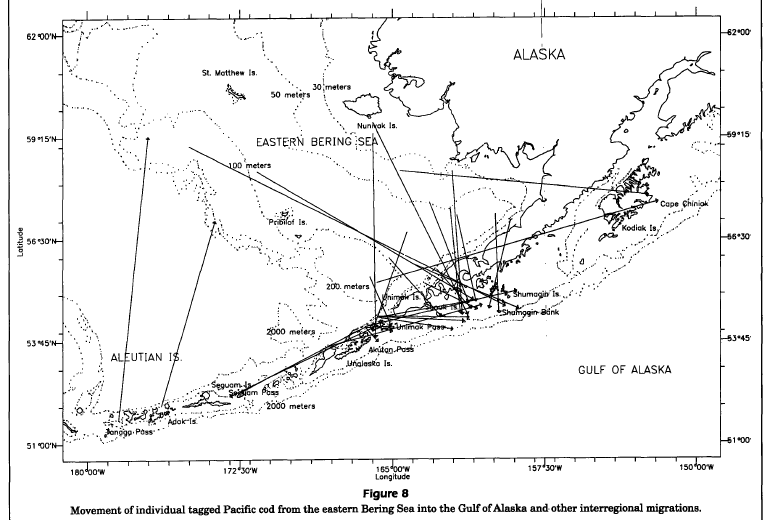 62°00'N
62°00'
ALASKA
St. Matthew Is.
30 meters
50 meters
Nunivak Is.
59°15'N
59°15'
EASTERN BERING SEA
100 meters
Cape Chiniak
Pribilof Is.
Kodiak Is.
Latitude
56°30'N
56°30'
200 meters
Unimak Is.
Shumagin Is.
Shumagin Bank
Unimak Pass
2000 meters
53°45'N
53°45'
Akutan Pass
ALEUTIAN IS.
Unalaska Is.
GULF OF ALASKA
Seguam Is.
Seguam Pass
2000 meters
Adak Is.
Tanaga Pass
51°00'N
51°00'
180°00'W
172°30'W
165°00'W
157°30'W
150°00'W
Longitude
Figure 8
Movement of individual tagged Pacific cod from the eastern Bering Sea into the Gulf of Alaska and other interregional migrations.